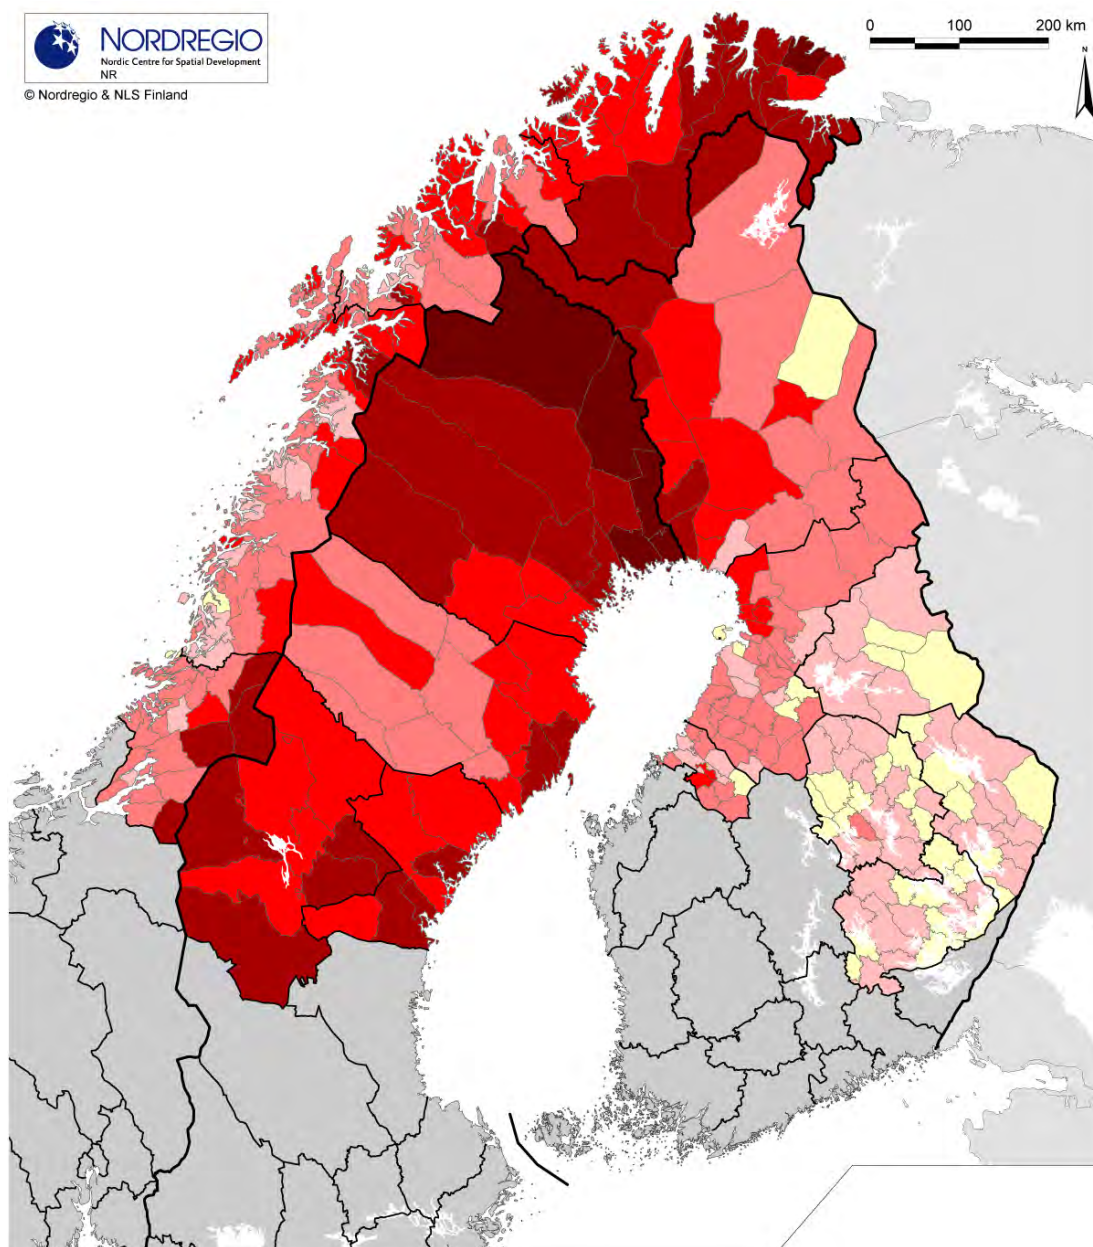 NORDREGIO
Nordic Centre for Spatial Development
NR
© Nordregio & NLS Finland
0 100 200 km
N